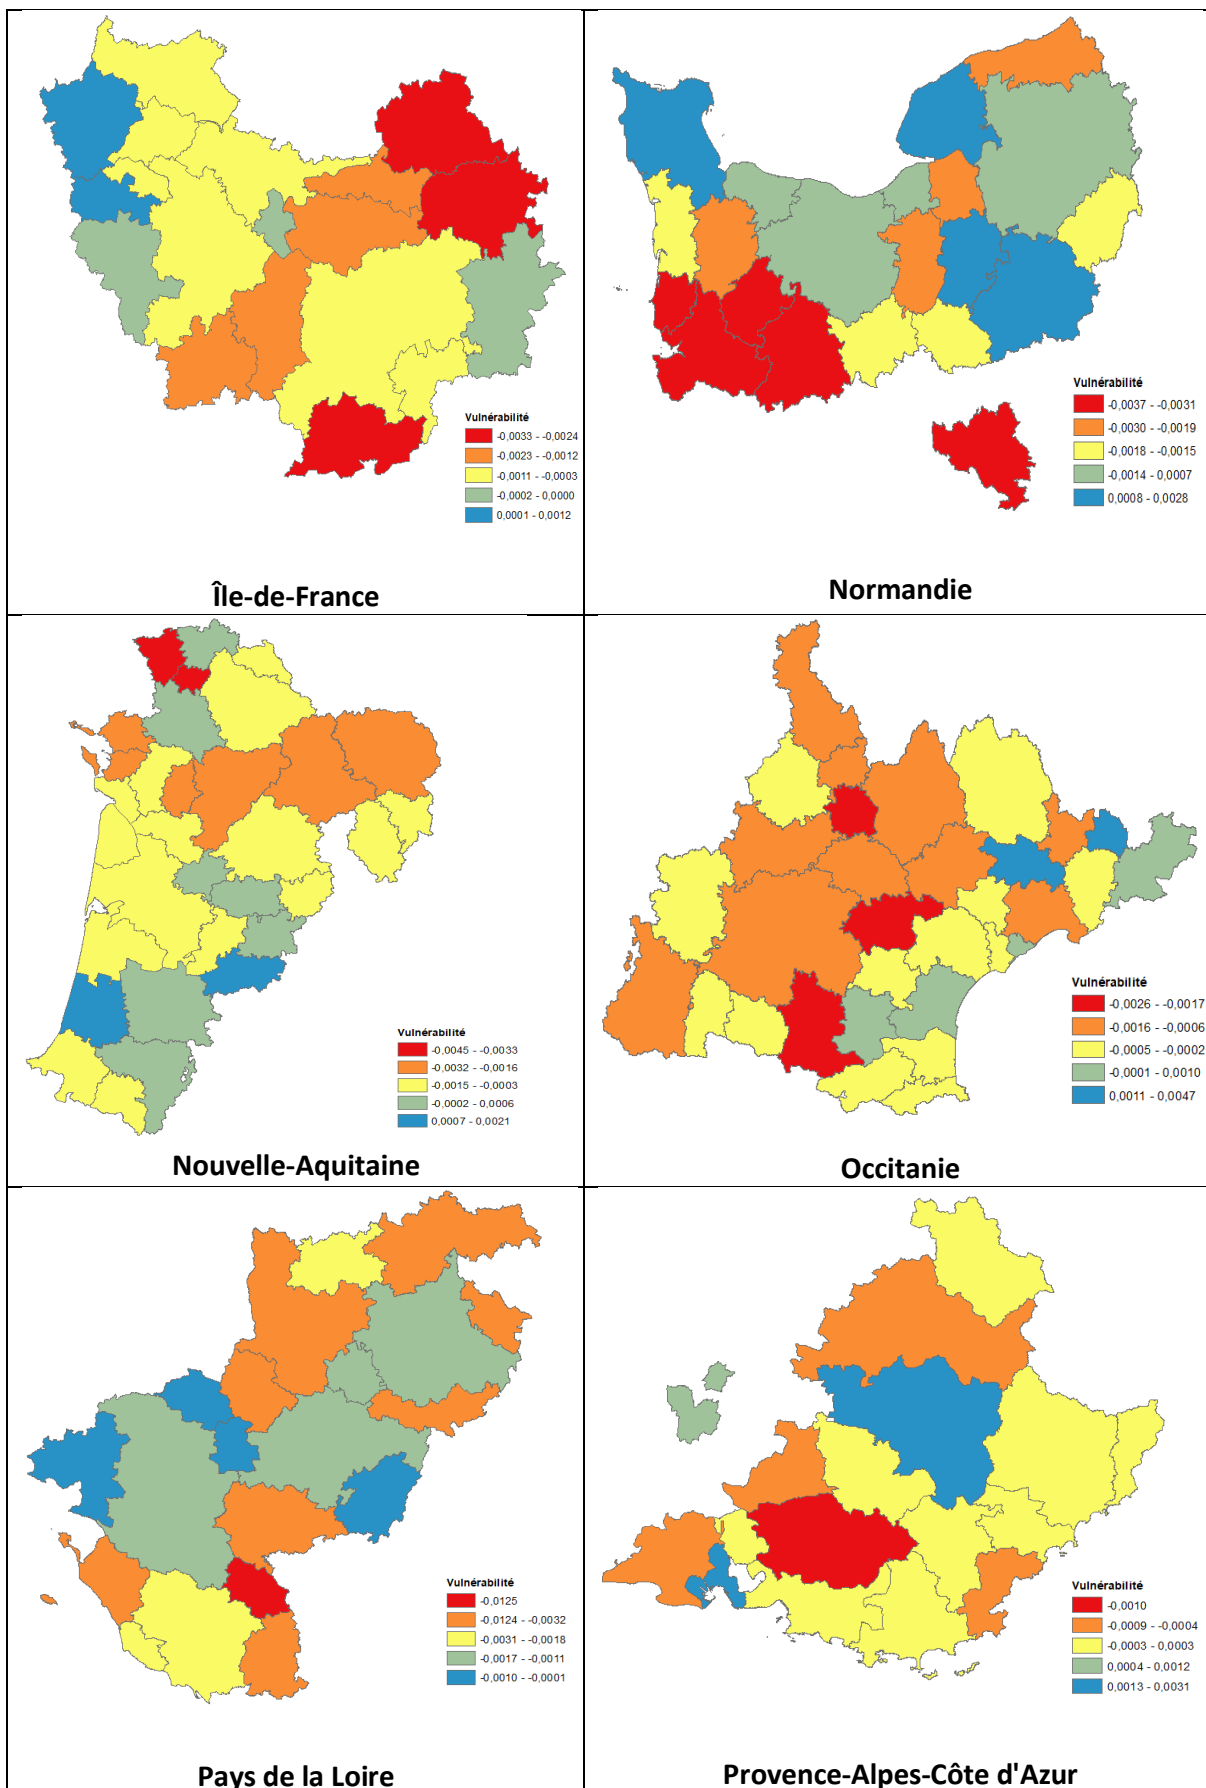 Vulnérabilité
-0,0033 - -0,0024
-0,0023 - -0,0012
-0,0011 - -0,0003
-0,0002 - 0,0000
0,0001 - 0,0012
Île-de-France
Vulnérabilité
-0,0037 - -0,0031
-0,0030 - -0,0019
-0,0018 - -0,0015
-0,0014 - 0,0007
0,0008 - 0,0028
Normandie
Vulnérabilité
-0,0045 - -0,0033
-0,0032 - -0,0016
-0,0015 - -0,0003
-0,0002 - 0,0006
0,0007 - 0,0021
Nouvelle-Aquitaine
Vulnérabilité
-0,0026 - -0,0017
-0,0016 - -0,0006
-0,0005 - -0,0002
-0,0001 - 0,0010
0,0011 - 0,0047
Occitanie
Vulnérabilité
-0,0125
-0,0124 - -0,0032
-0,0031 - -0,0018
-0,0017 - -0,0011
-0,0010 - -0,0001
Pays de la Loire
Vulnérabilité
-0,0010
-0,0009 - -0,0004
-0,0003 - 0,0003
0,0004 - 0,0012
0,0013 - 0,0031
Provence-Alpes-Côte d'Azur